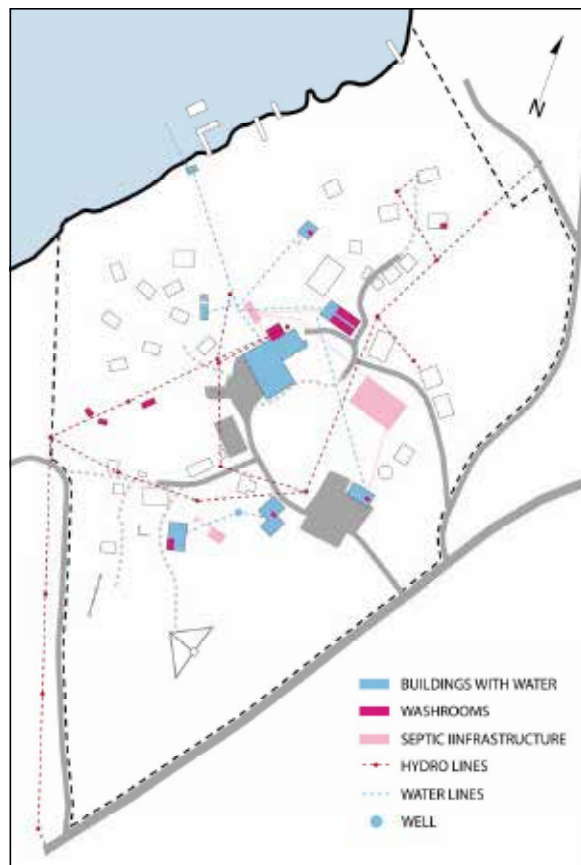 N
BUILDINGS WITH WATER
WASHROOMS
SEPTIC IINFRASTRUCTURE
HYDRO LINES
WATER LINES
WELL